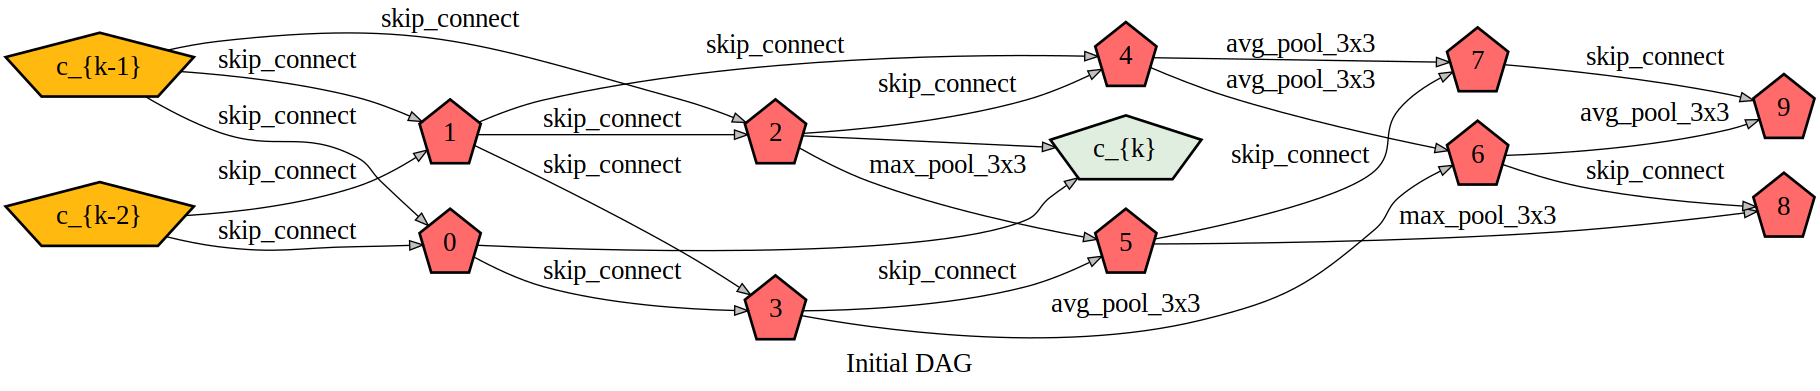 skip_connect
skip_connect
avg_pool_3x3
skip_connect
4
7
skip_connect
c_{k-1}
skip_connect
avg_pool_3x3
skip_connect
9
avg_pool_3x3
skip_connect
skip_connect
1
2
c_{k}
skip_connect
6
skip_connect
skip_connect
max_pool_3x3
skip_connect
c_{k-2}
max_pool_3x3
8
skip_connect
0
5
skip_connect
skip_connect
avg_pool_3x3
3
Initial DAG